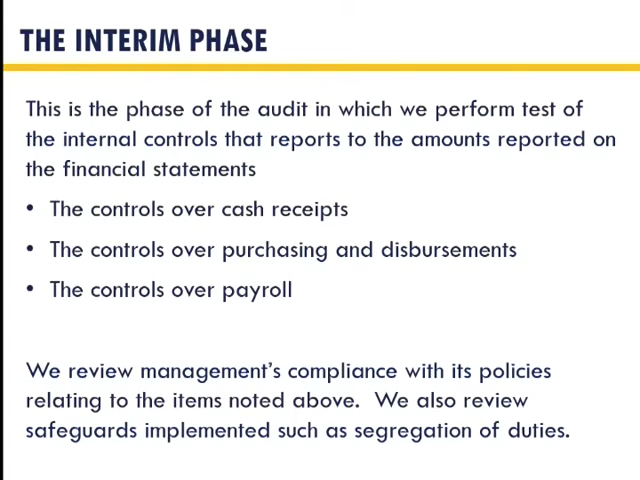 THE INTERIM PHASE
This is the phase of the audit in which we perform test of
the internal controls that reports to the amounts reported on
the financial statements
• The controls over cash receipts
• The controls over purchasing and disbursements
• The controls over payroll
We review management's compliance with its policies
relating to the items noted above.  We also review
safeguards implemented such as segregation of duties.